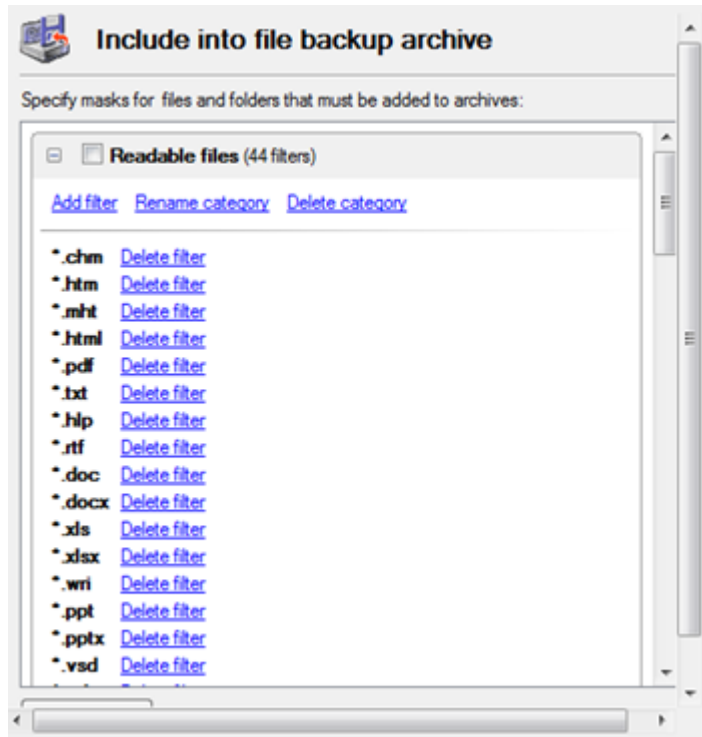 Include into file backup archive
Specify masks for files and folders that must be added to archives:
Readable files (44 filters)
Add filter Rename category Delete category
*.chm Delete filter
*.htm Delete filter
*.mht Delete filter
*.html Delete filter
*.pdf Delete filter
*.txt Delete filter
*.hlp Delete filter
*.rtf Delete filter
*.doc Delete filter
*.docx Delete filter
*.xls Delete filter
*.xlsx Delete filter
*.wri Delete filter
*.ppt Delete filter
*.pptx Delete filter
*.vsd Delete filter